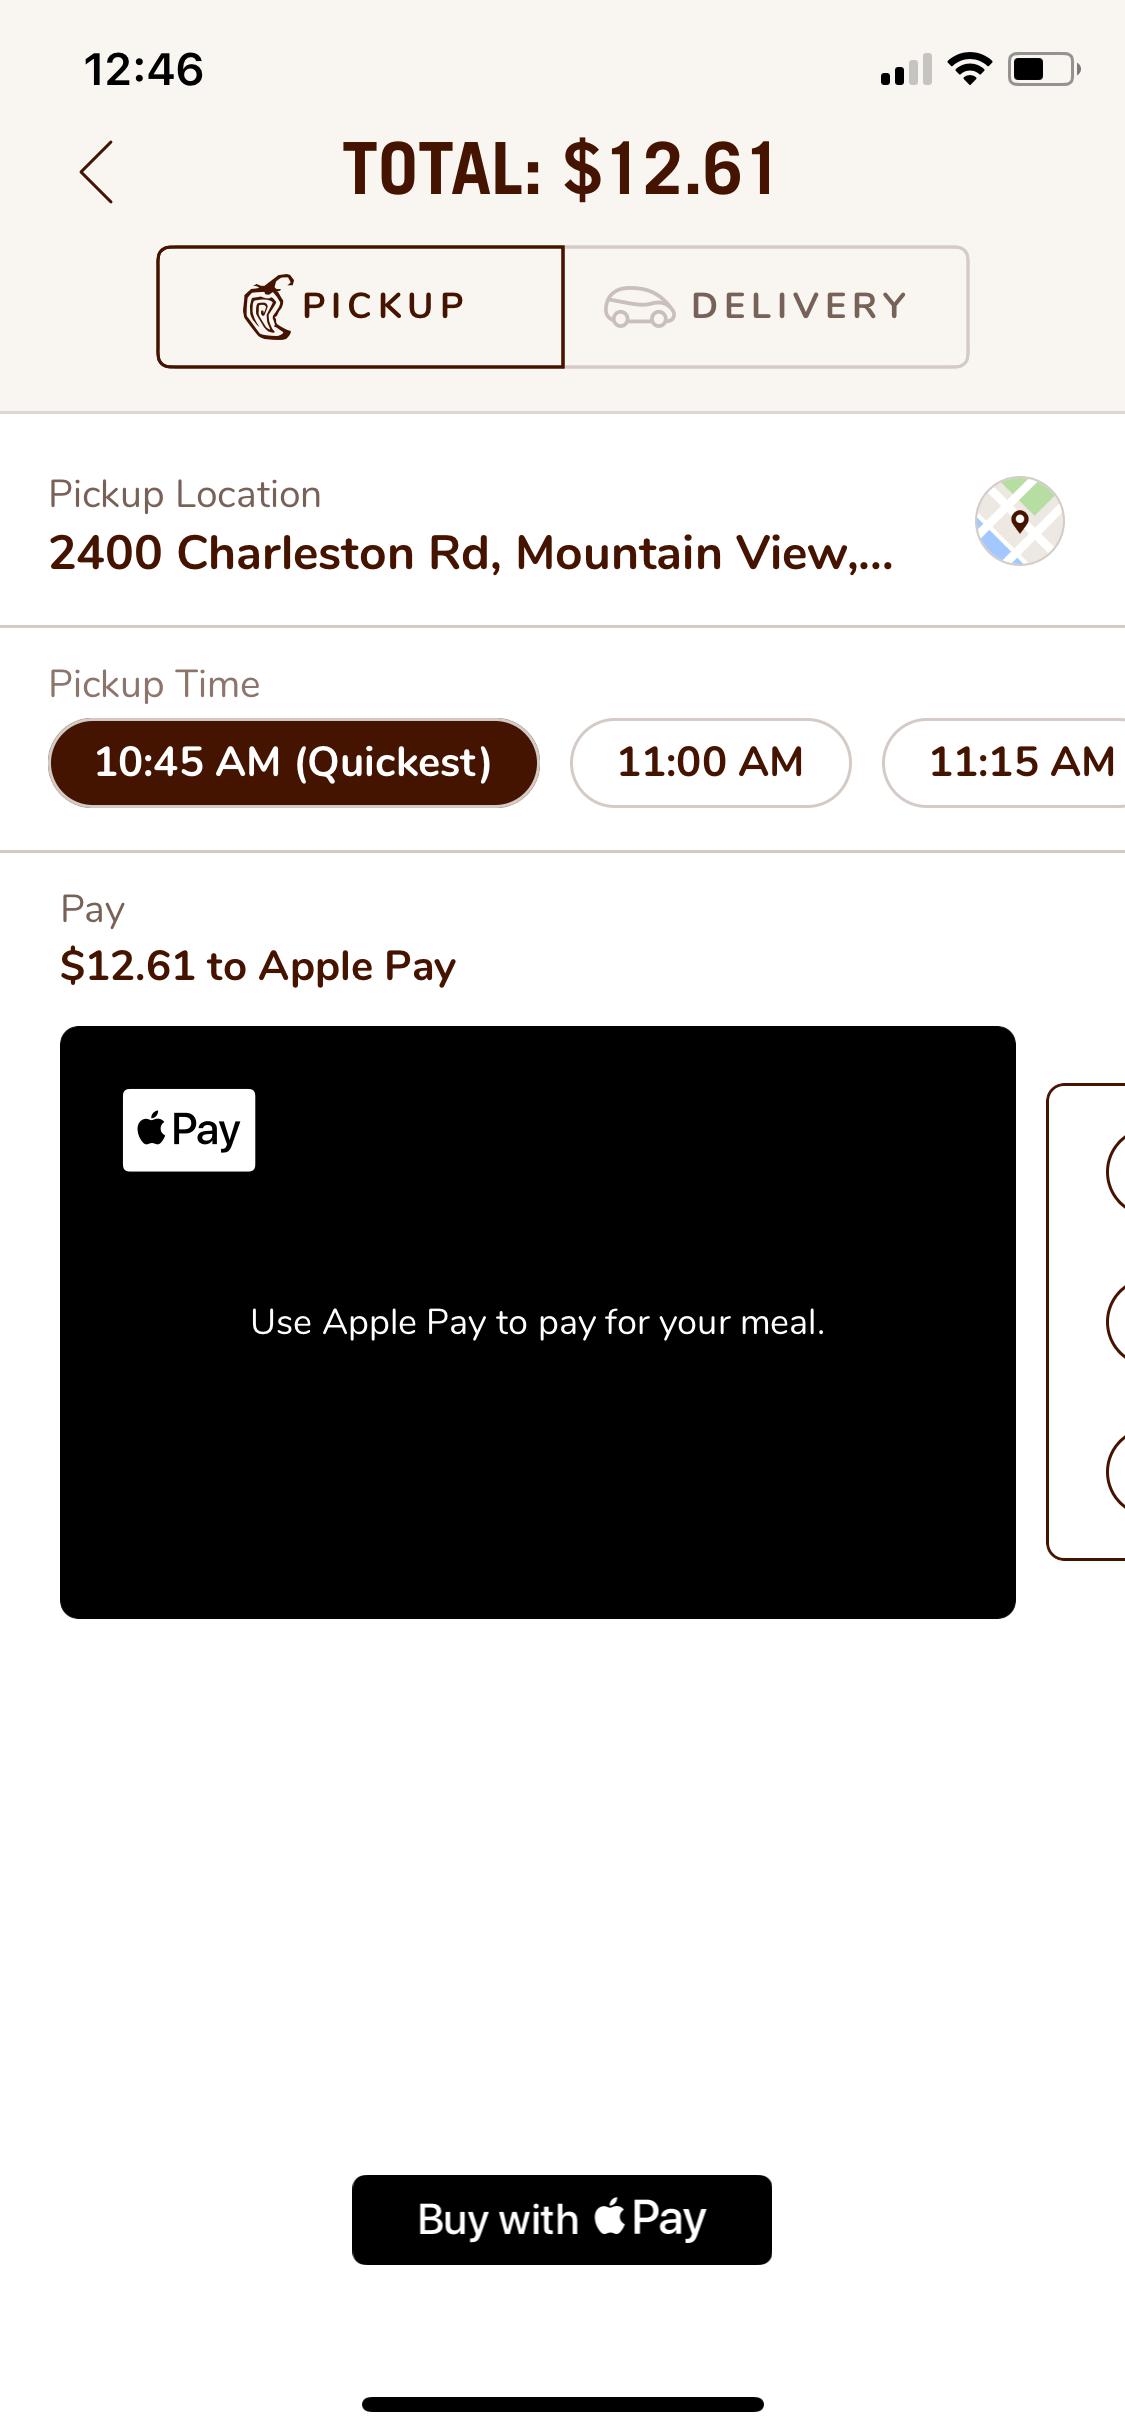 12:46
TOTAL: $12.61
PICKUP
DELIVERY
Pickup Location
2400 Charleston Rd, Mountain View,...
Pickup Time
10:45 AM (Quickest)
11:00 AM
11:15 AM
Pay
$12.61 to Apple Pay
Pay
Use Apple Pay to pay for your meal.
Buy with Pay